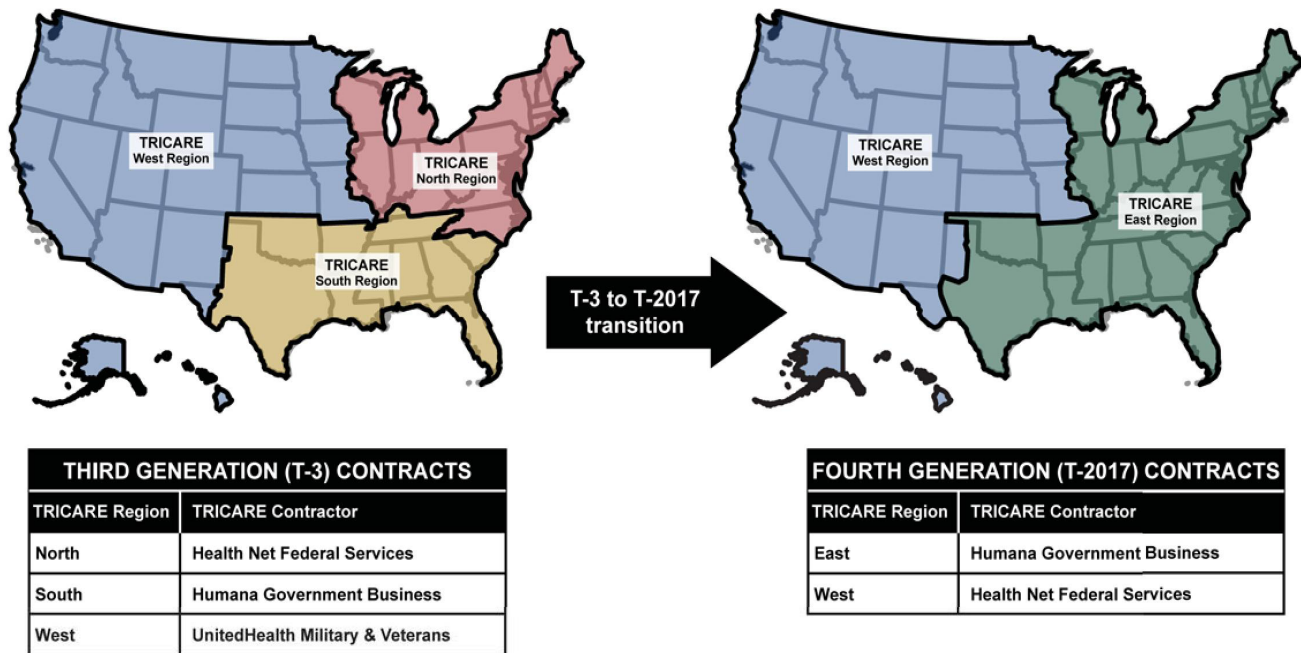 TRICARE
West Region
TRICARE
North Region
TRICARE
South Region
T-3 to T-2017
transition
TRICARE
West Region
TRICARE
East Region
THIRD GENERATION (T-3) CONTRACTS
TRICARE Region TRICARE Contractor
North Health Net Federal Services
South Humana Government Business
West UnitedHealth Military & Veterans
FOURTH GENERATION (T-2017) CONTRACTS
TRICARE Region TRICARE Contractor
East Humana Government Business
West Health Net Federal Services